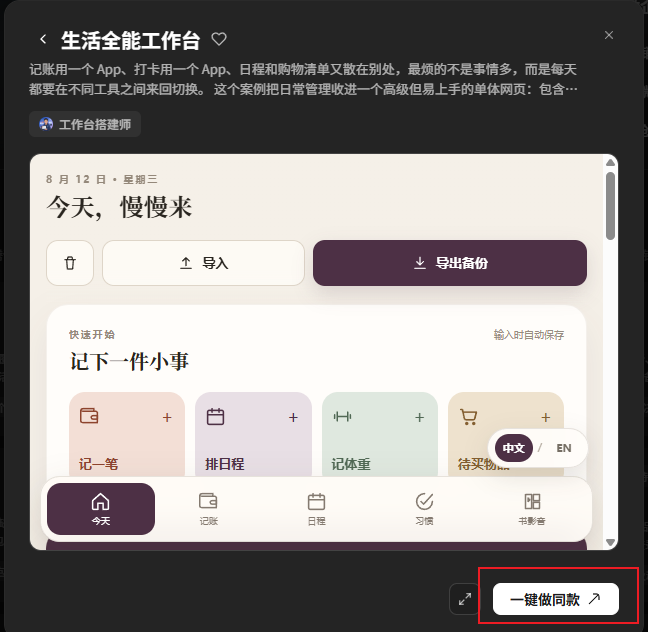 生活全能工作台
记账用一个 App、打卡用一个 App、日程和购物清单又散在别处，最烦的不是事情多，而是每天
都要在不同工具之间来回切换。 这个案例把日常管理收进一个高级但易上手的单体网页：包含…
工作台搭建师
8 月 12 日 • 星期三
今天，慢慢来
导入
导出备份
快速开始
输入时自动保存
记下一件小事
记一笔
排日程
记体重
待买物品
中文 / EN
今天
记账
日程
习惯
书影音
一键做同款